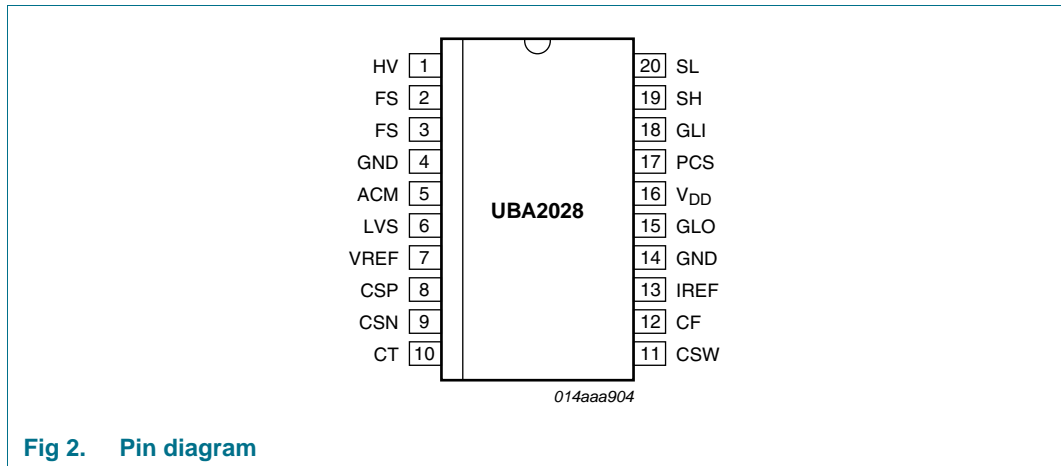 HV 1
FS 2
FS 3
GND 4
ACM 5
LVS 6
VREF 7
CSP 8
CSN 9
CT 10
UBA2028
20 SL
19 SH
18 GLI
17 PCS
16 VDD
15 GLO
14 GND
13 IREF
12 CF
11 CSW
014aaa904
Fig 2. Pin diagram